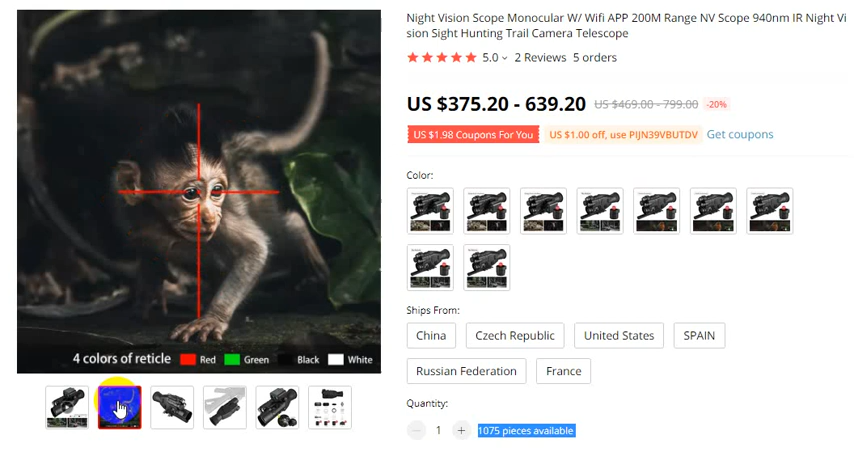 Night Vision Scope Monocular W/ Wifi APP 200M Range NV Scope 940nm IR Night Vi
sion Sight Hunting Trail Camera Telescope
5.0 2 Reviews 5 orders
US $375.20 - 639.20 US $469.00 - 799.00 -20%
US $1.98 Coupons For You US $1.00 off, use PIJN39VBUTDV Get coupons
Color:
Ships From:
China Czech Republic United States SPAIN
Russian Federation France
Quantity:
1 1075 pieces available
4 colors of reticle Red Green Black White